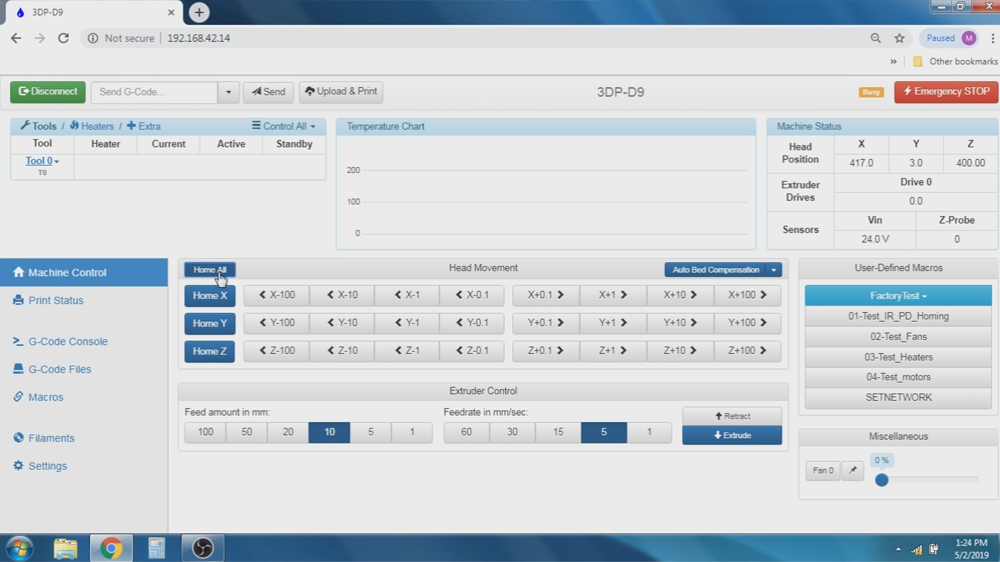 3DP-D9
Not secure | 192.168.42.14
Paused M
» Other bookmarks
Disconnect Send G-Code... Send Upload & Print 3DP-D9 Busy Emergency STOP
Tools / Heaters / Extra Control All
Tool Heater Current Active Standby
Tool 0
T0
Temperature Chart
200
100
0
Machine Status
Head Position X Y Z
417.0 3.0 400.00
Extruder Drives Drive 0
0.0
Sensors Vin Z-Probe
24.0 V 0
Machine Control
Print Status
G-Code Console
G-Code Files
Macros
Filaments
Settings
Home All Head Movement Auto Bed Compensation
Home X X-100 X-10 X-1 X-0.1 X+0.1 X+1 X+10 X+100
Home Y Y-100 Y-10 Y-1 Y-0.1 Y+0.1 Y+1 Y+10 Y+100
Home Z Z-100 Z-10 Z-1 Z-0.1 Z+0.1 Z+1 Z+10 Z+100
Extruder Control
Feed amount in mm: Feedrate in mm/sec:
100 50 20 10 5 1 60 30 15 5 1
Retract
Extrude
User-Defined Macros
FactoryTest
01-Test_IR_PD_Homing
02-Test_Fans
03-Test_Heaters
04-Test_motors
SETNETWORK
Miscellaneous
0 %
Fan 0
1:24 PM
5/2/2019